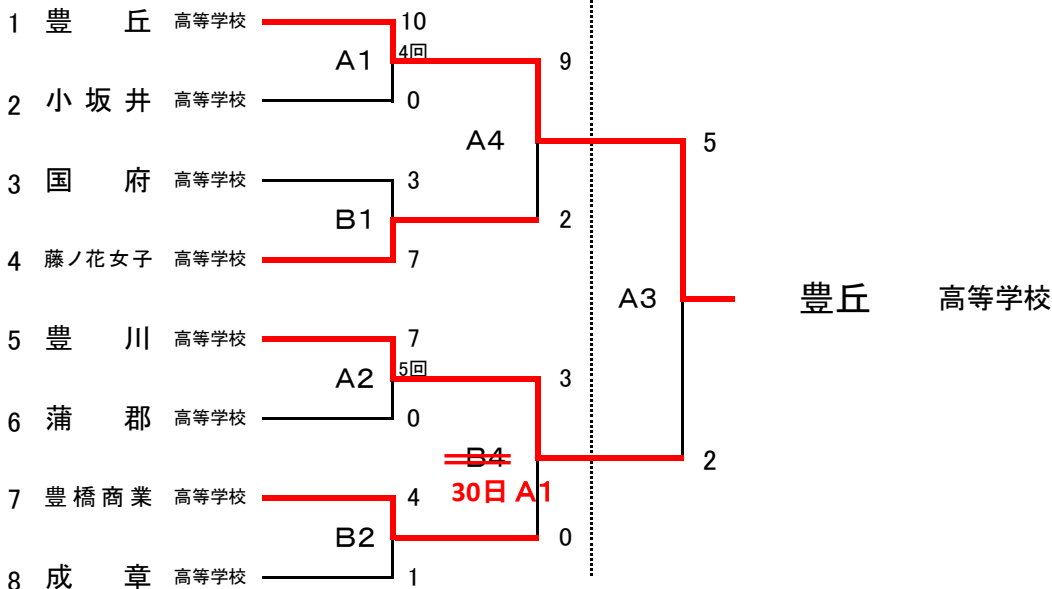 1 豊 丘 高等学校 10
A1 4回 9
2 小坂井 高等学校 0
A4 5
3 国 府 高等学校 3
B1 2
4 藤ノ花女子 高等学校 7
A3 豊丘 高等学校
5 豊 川 高等学校 7
A2 5回 3
6 蒲 郡 高等学校 0
B4 2
30日 A1
7 豊橋商業 高等学校 4
B2 0
8 成 章 高等学校 1